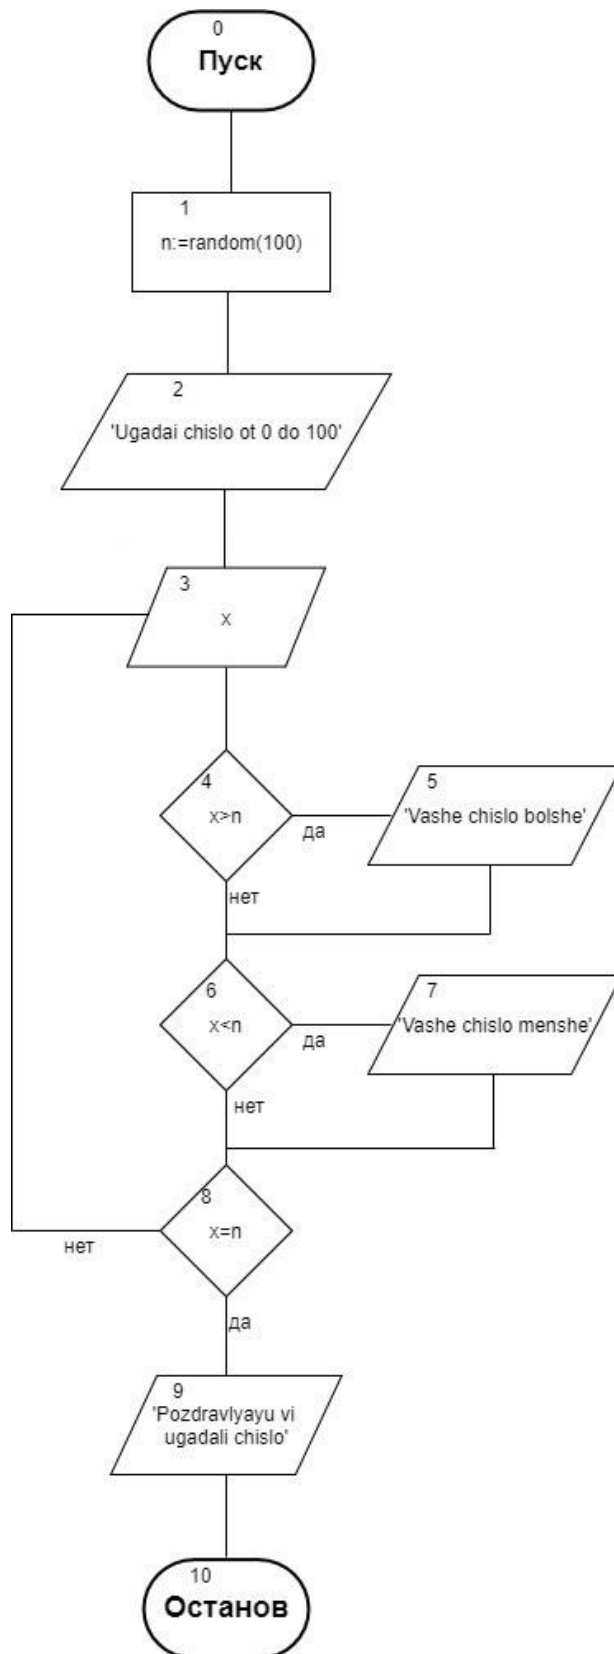 0
Пуск
1
n:=random(100)
2
'Ugadai chislo ot 0 do 100'
3
x
4
x>n
да
нет
5
'Vashe chislo bolshe'
6
x<n
да
нет
7
'Vashe chislo menshe'
8
x=n
нет
да
9
'Pozdravlyayu vi
ugadali chislo'
10
Останов